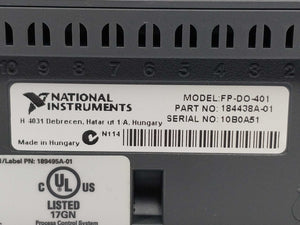 10 9 8 7 6 5 4 3 2
NATIONAL INSTRUMENTS
MODEL:FP-DO-401
PART NO: 184438A-01
SERIAL NO: 10B0A51
H-4031 Debrecen, Hatar ut 1 A. Hungary
Made in Hungary
N114
/Label PN: 189495A-01
C UL US
LISTED
17GN
Process Control System